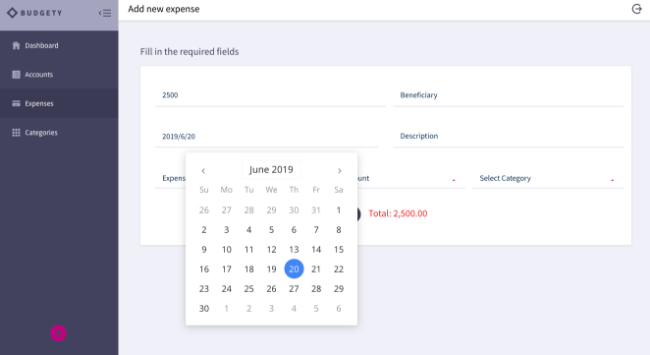 BUDGETY
Add new expense
Dashboard
Accounts
Expenses
Categories
Fill in the required fields
2500
Beneficiary
2019/6/20
Description
Expens
ount
Select Category
Total: 2,500.00
June 2019
Su Mo Tu We Th Fr Sa
26 27 28 29 30 31 1
2 3 4 5 6 7 8
9 10 11 12 13 14 15
16 17 18 19 20 21 22
23 24 25 26 27 28 29
30 1 2 3 4 5 6